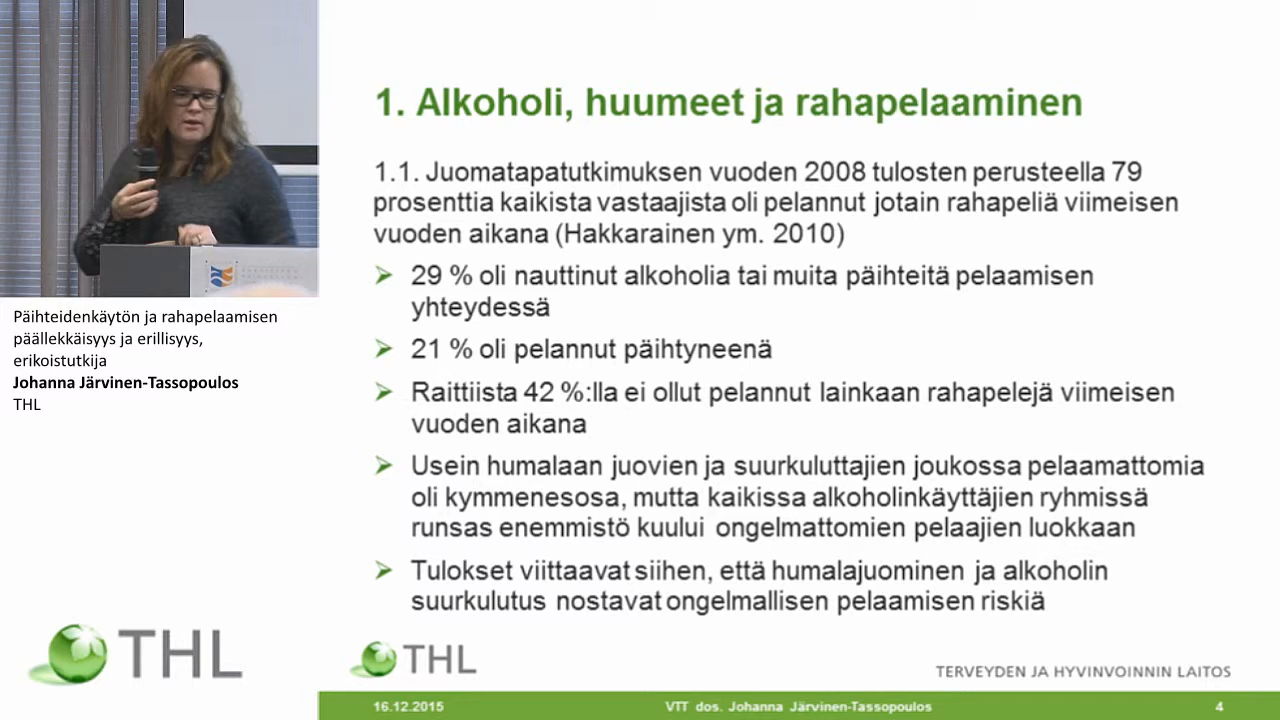 Päihteidenkäytön ja rahapelaamisen
päällekkäisyys ja erillisyys,
erikoistutkija
Johanna Järvinen-Tassopoulos
THL
THL
1. Alkoholi, huumeet ja rahapelaaminen
1.1. Juomatapatutkimuksen vuoden 2008 tulosten perusteella 79
prosenttia kaikista vastaajista oli pelannut jotain rahapeliä viimeisen
vuoden aikana (Hakkarainen ym. 2010)
29 % oli nauttinut alkoholia tai muita päihteitä pelaamisen
yhteydessä
21 % oli pelannut päihtyneenä
Raittiista 42 %:lla ei ollut pelannut lainkaan rahapelejä viimeisen
vuoden aikana
Usein humalaan juovien ja suurkuluttajien joukossa pelaamattomia
oli kymmenesosa, mutta kaikissa alkoholinkäyttäjien ryhmissä
runsas enemmistö kuului ongelmattomien pelaajien luokkaan
Tulokset viittaavat siihen, että humalajuominen ja alkoholin
suurkulutus nostavat ongelmallisen pelaamisen riskiä
THL
TERVEYDEN JA HYVINVOINNIN LAITOS
16.12.2015 VTT dos. Johanna Järvinen-Tassopoulos 4